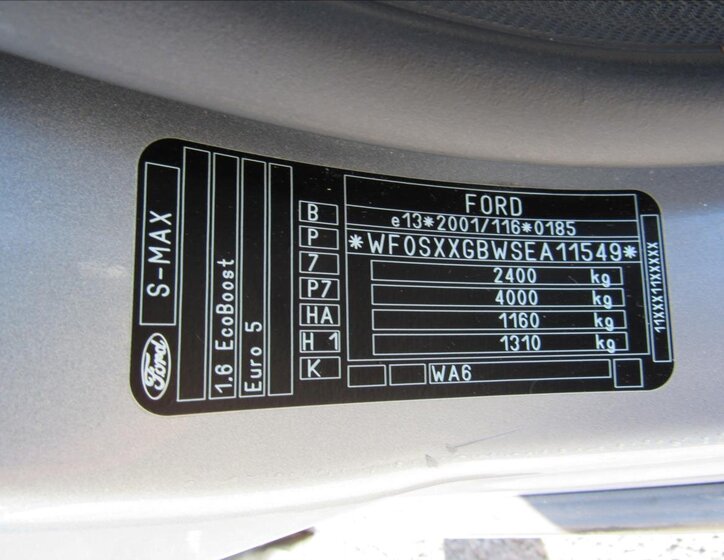 Ford
S-MAX
1.6 EcoBoost
Euro 5
B
P
7
P7
HA
H 1
K
FORD
e13*2001/116*0185
*WF0SXXGBWSEA11549*
2400 kg
4000 kg
1160 kg
1310 kg
WA6
11XXX11XXXXX